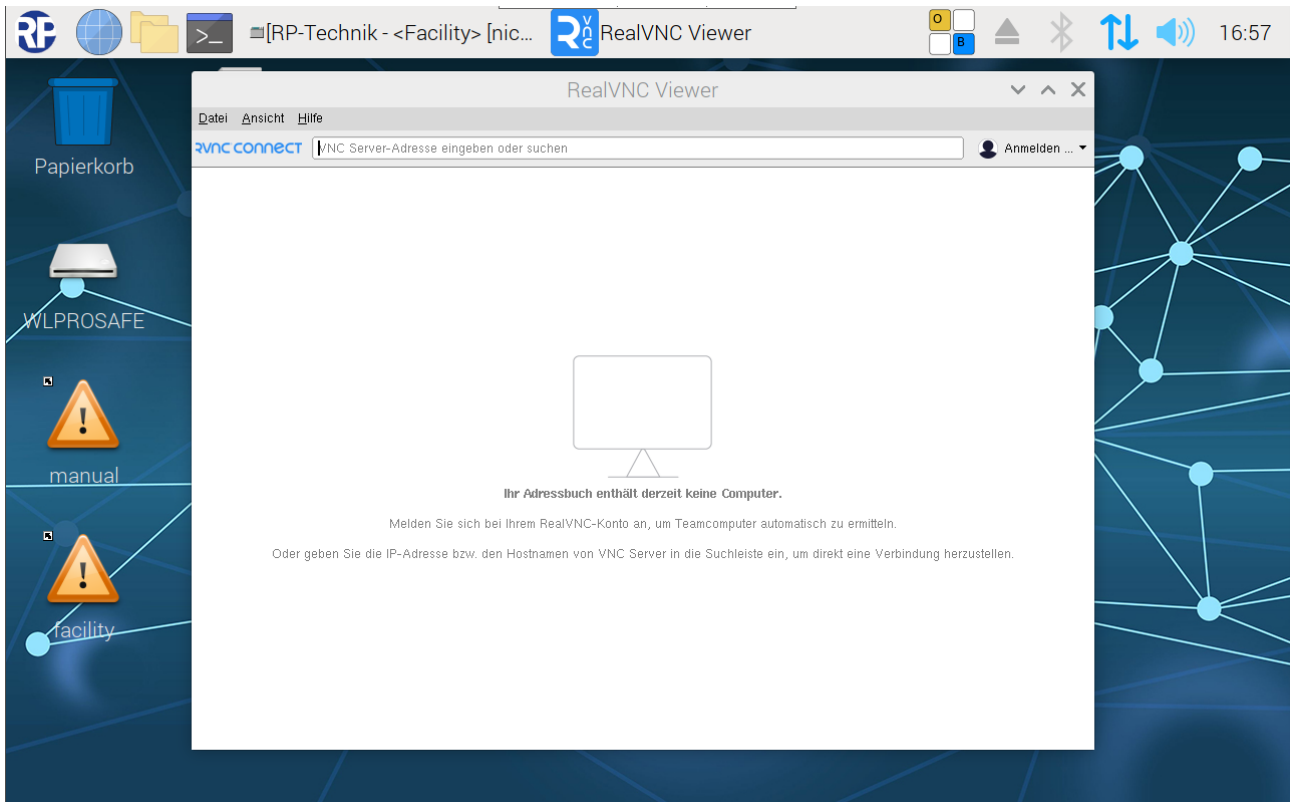 RP
>_
[RP-Technik - <Facility> [nic...
RealVNC Viewer
O
B
16:57
RealVNC Viewer
Datei Ansicht Hilfe
RVNC CONNECT
VNC Server-Adresse eingeben oder suchen
Anmelden ...
Papierkorb
WLPROSAFE
manual
facility
Ihr Adressbuch enthält derzeit keine Computer.
Melden Sie sich bei Ihrem RealVNC-Konto an, um Teamcomputer automatisch zu ermitteln.
Oder geben Sie die IP-Adresse bzw. den Hostnamen von VNC Server in die Suchleiste ein, um direkt eine Verbindung herzustellen.